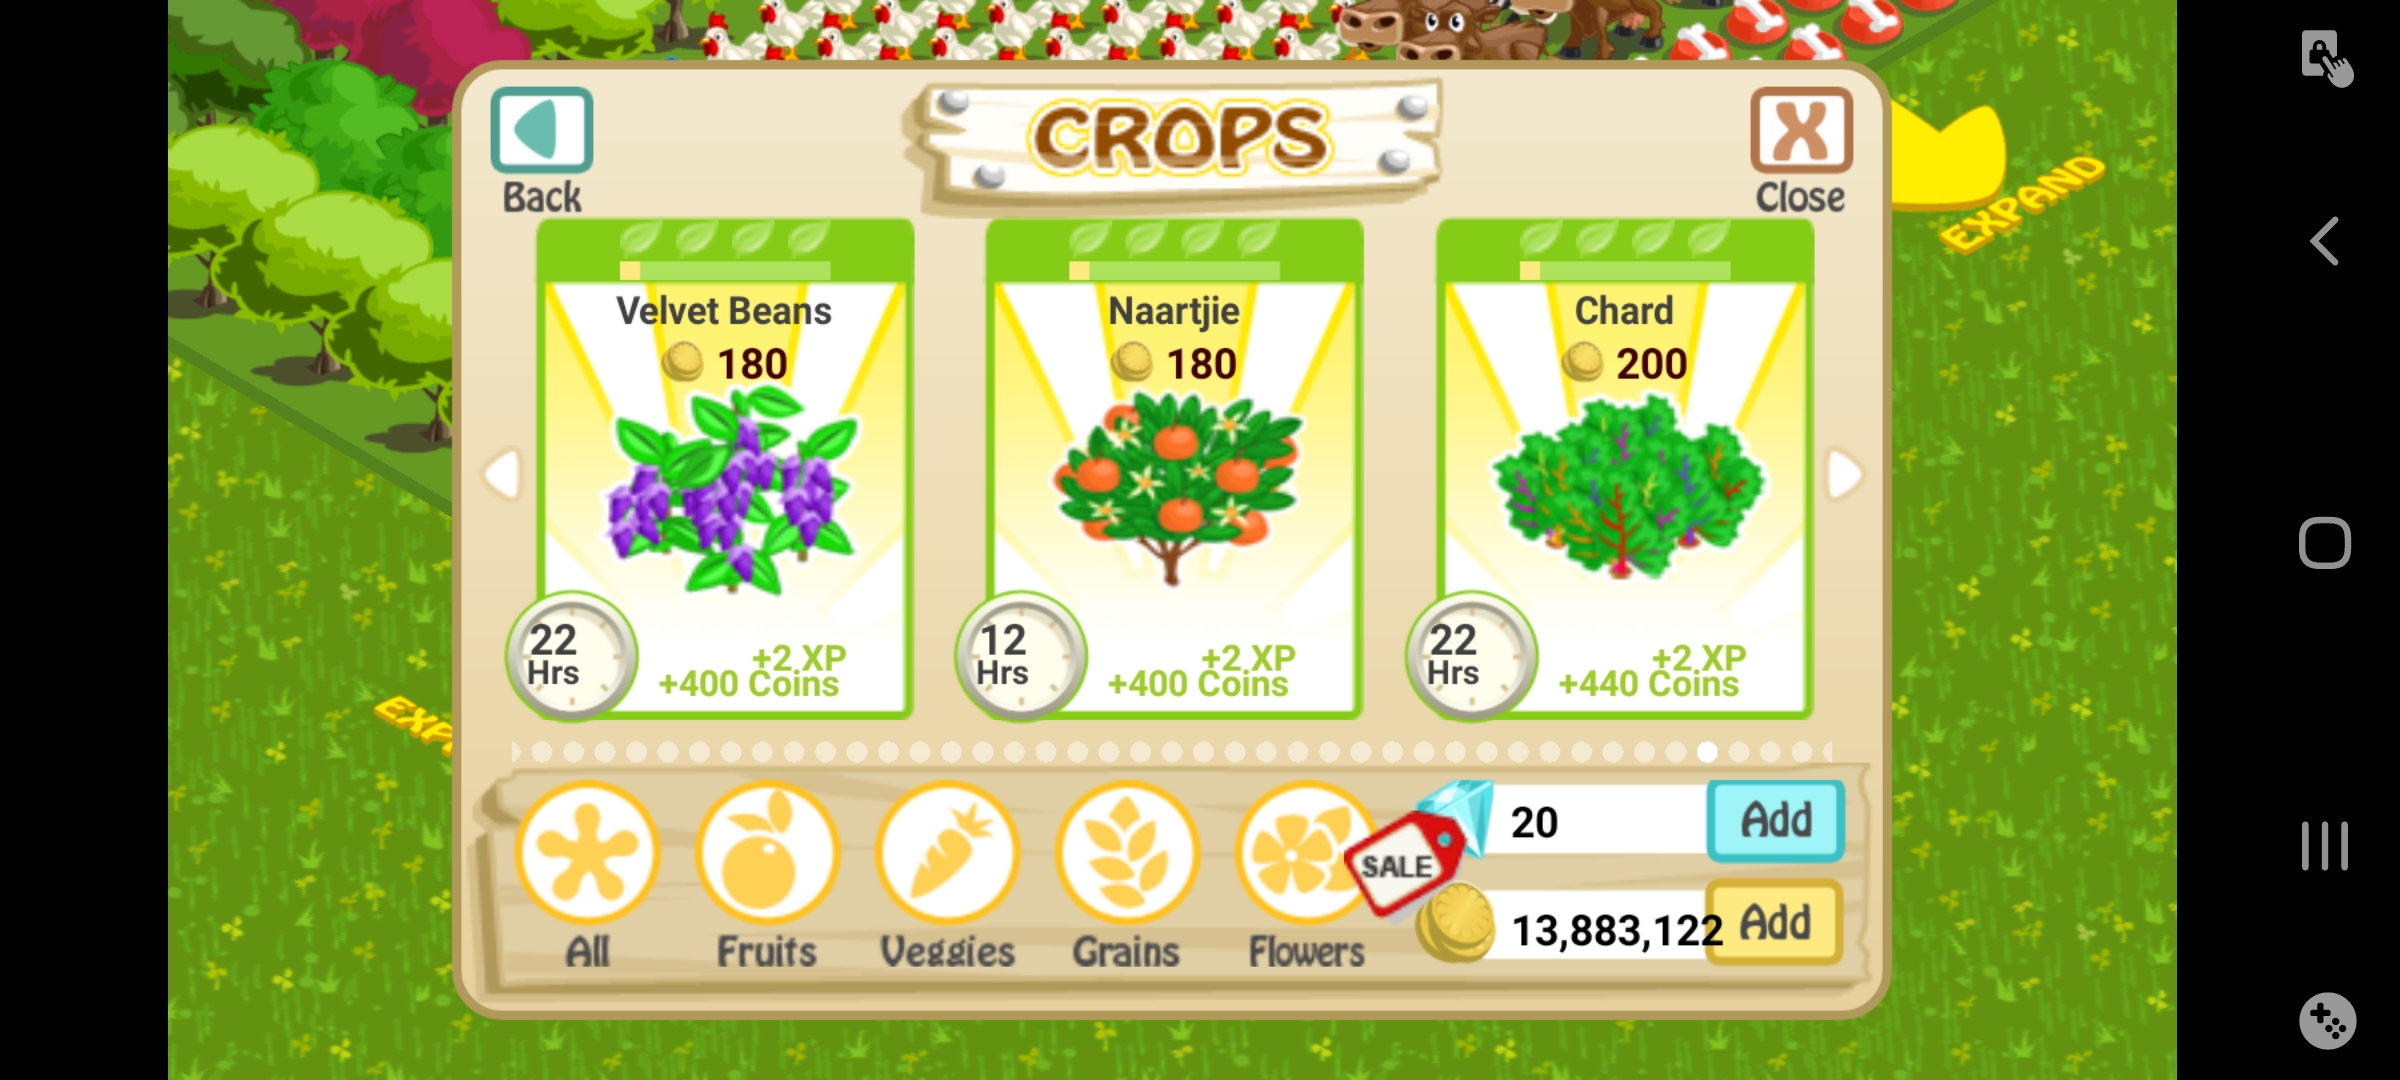 CROPS
Back
Close
EXPAND
Velvet Beans
180
22
Hrs
+2 XP
+400 Coins
Naartjie
180
12
Hrs
+2 XP
+400 Coins
Chard
200
22
Hrs
+2 XP
+440 Coins
EXP
All
Fruits
Veggies
Grains
Flowers
SALE
20
Add
13,883,122
Add